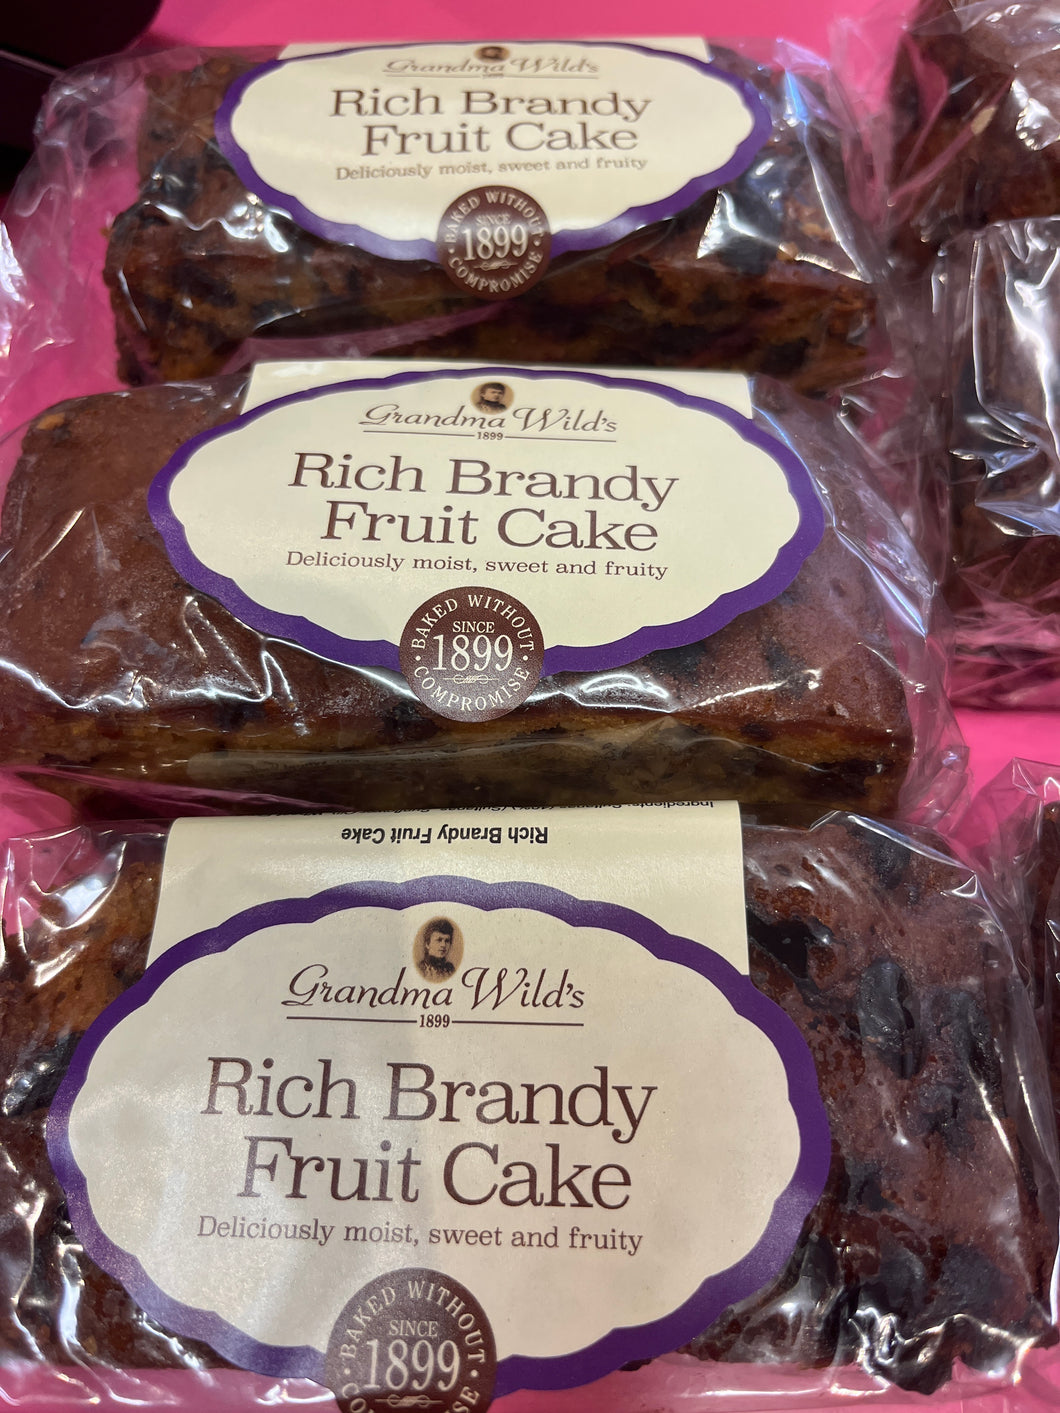 Grandma Wild's
1899
Rich Brandy
Fruit Cake
Deliciously moist, sweet and fruity
BAKED WITHOUT
SINCE
1899
COMPROMISE
Grandma Wild's
1899
Rich Brandy
Fruit Cake
Deliciously moist, sweet and fruity
BAKED WITHOUT
SINCE
1899
COMPROMISE
Rich Brandy Fruit Cake
Grandma Wild's
1899
Rich Brandy
Fruit Cake
Deliciously moist, sweet and fruity
BAKED WITHOUT
SINCE
1899